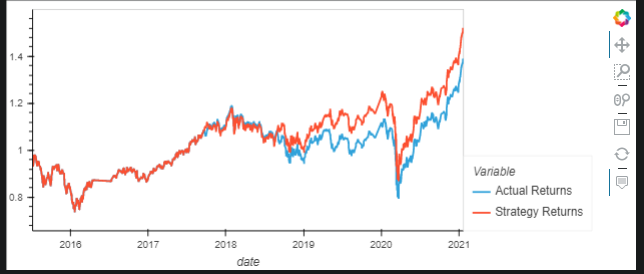 1.4
1.2
1
0.8
2016 2017 2018 2019 2020 2021
date
Variable
Actual Returns
Strategy Returns